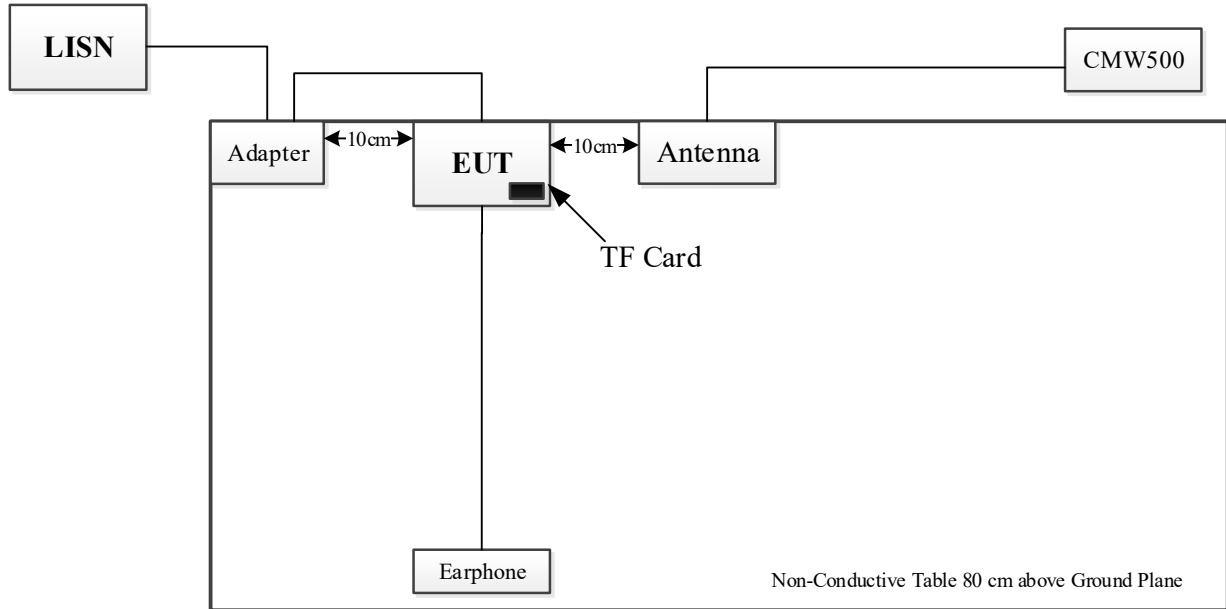 LISN
CMW500
Adapter
10cm
EUT
10cm
Antenna
TF Card
Earphone
Non-Conductive Table 80 cm above Ground Plane